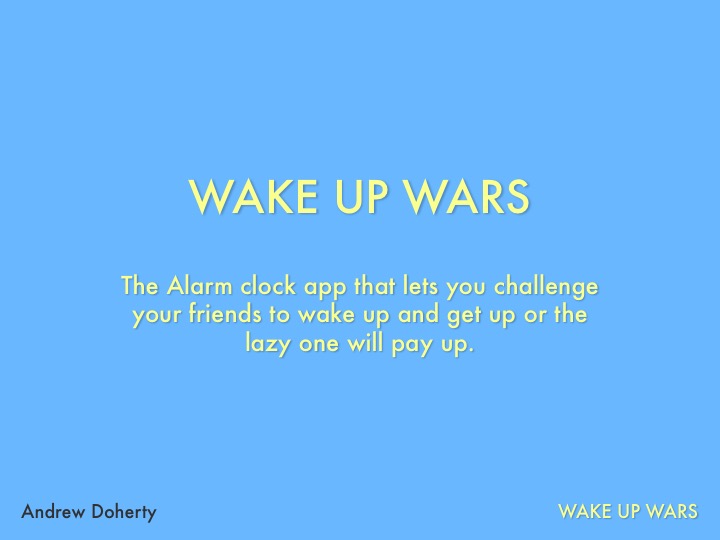 WAKE UP WARS
The Alarm clock app that lets you challenge
your friends to wake up and get up or the
lazy one will pay up.
Andrew Doherty
WAKE UP WARS